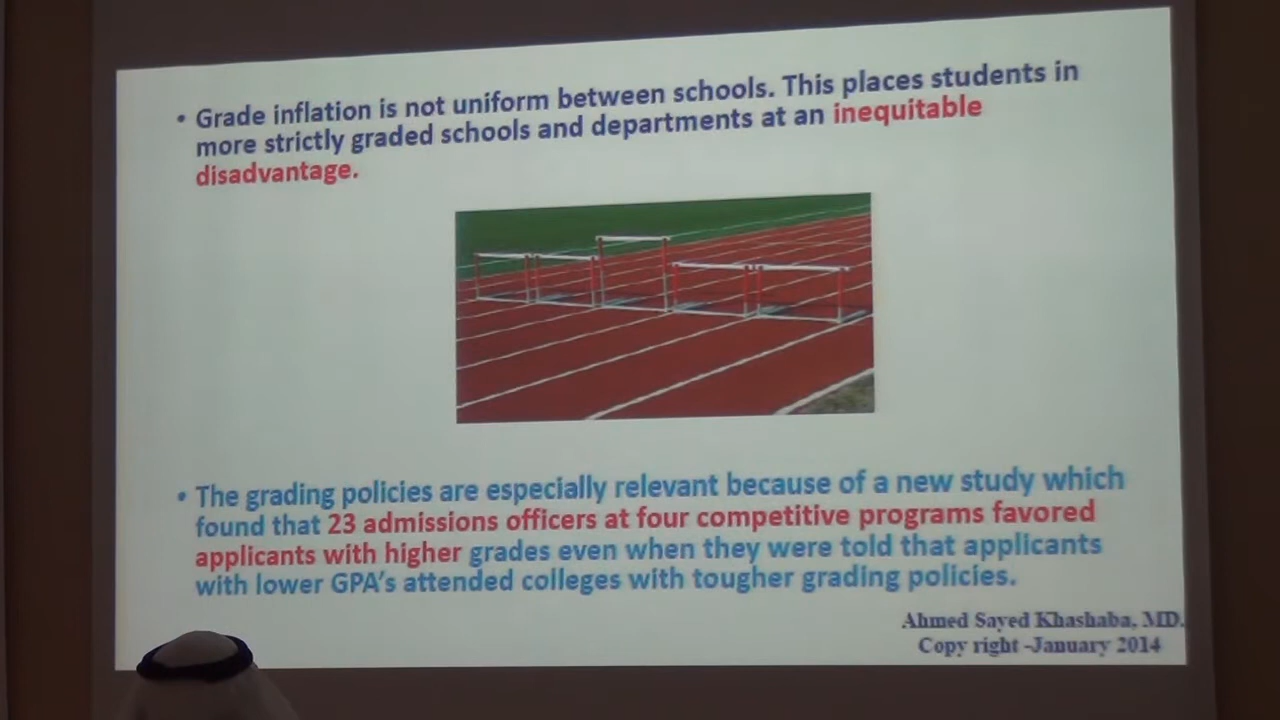 • Grade inflation is not uniform between schools. This places students in
more strictly graded schools and departments at an inequitable
disadvantage.
• The grading policies are especially relevant because of a new study which
found that 23 admissions officers at four competitive programs favored
applicants with higher grades even when they were told that applicants
with lower GPA's attended colleges with tougher grading policies.
Ahmed Sayed Khashaba, MD.
Copy right -January 2014